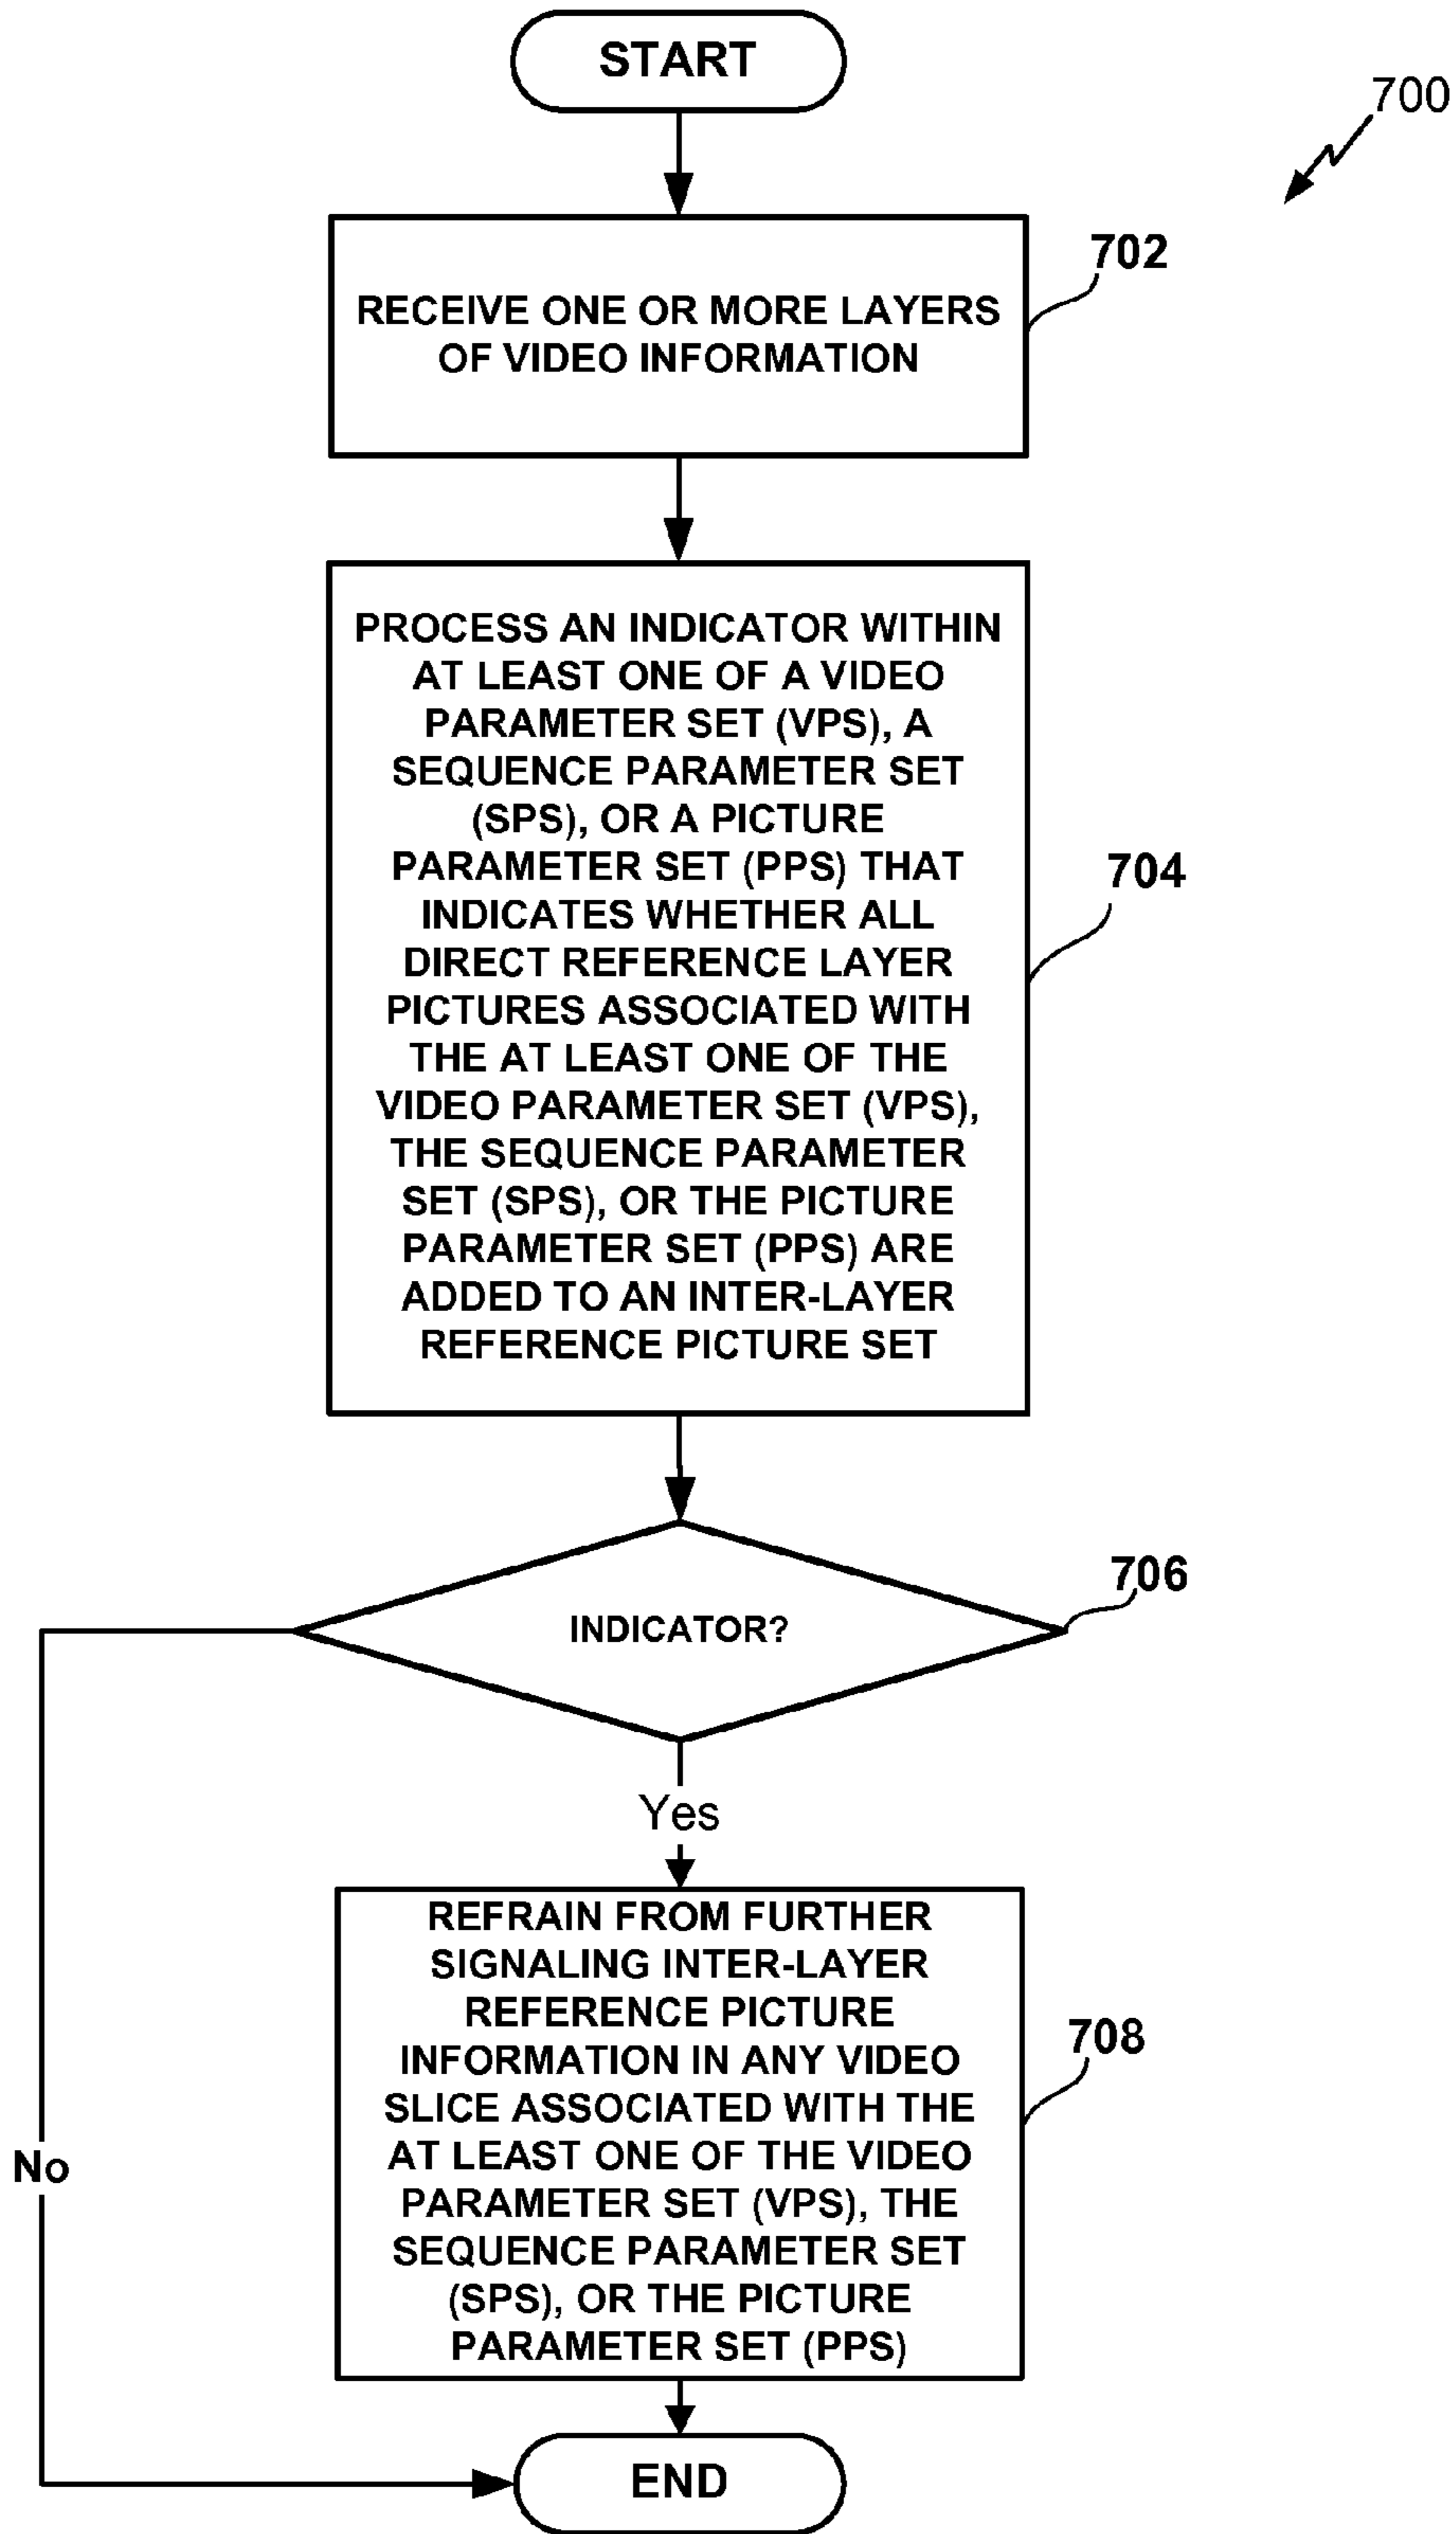 START
700
702
RECEIVE ONE OR MORE LAYERS
OF VIDEO INFORMATION
PROCESS AN INDICATOR WITHIN
AT LEAST ONE OF A VIDEO
PARAMETER SET (VPS), A
SEQUENCE PARAMETER SET
(SPS), OR A PICTURE
PARAMETER SET (PPS) THAT
INDICATES WHETHER ALL
DIRECT REFERENCE LAYER
PICTURES ASSOCIATED WITH
THE AT LEAST ONE OF THE
VIDEO PARAMETER SET (VPS),
THE SEQUENCE PARAMETER
SET (SPS), OR THE PICTURE
PARAMETER SET (PPS) ARE
ADDED TO AN INTER-LAYER
REFERENCE PICTURE SET
704
INDICATOR?
706
Yes
No
REFRAIN FROM FURTHER
SIGNALING INTER-LAYER
REFERENCE PICTURE
INFORMATION IN ANY VIDEO
SLICE ASSOCIATED WITH THE
AT LEAST ONE OF THE VIDEO
PARAMETER SET (VPS), THE
SEQUENCE PARAMETER SET
(SPS), OR THE PICTURE
PARAMETER SET (PPS)
708
END